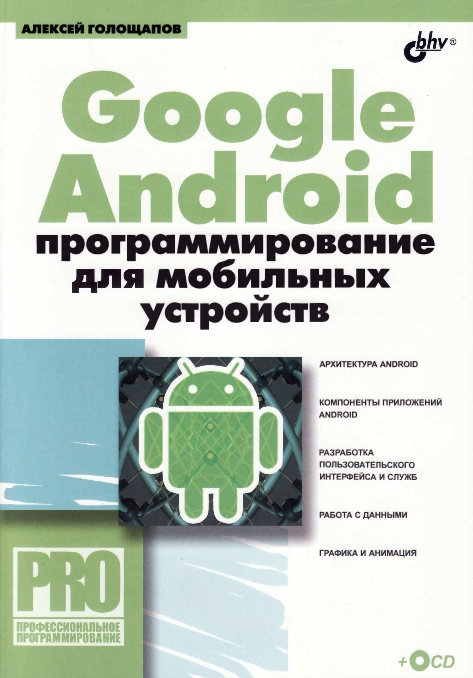 АЛЕКСЕЙ ГОЛОЩАПОВ
bhv®
Google
Android
программирование
для мобильных
устройств
АРХИТЕКТУРА ANDROID
КОМПОНЕНТЫ ПРИЛОЖЕНИЙ
ANDROID
РАЗРАБОТКА
ПОЛЬЗОВАТЕЛЬСКОГО
ИНТЕРФЕЙСА И СЛУЖБ
РАБОТА С ДАННЫМИ
ГРАФИКА И АНИМАЦИЯ
PRO
ПРОФЕССИОНАЛЬНОЕ
ПРОГРАММИРОВАНИЕ
+CD